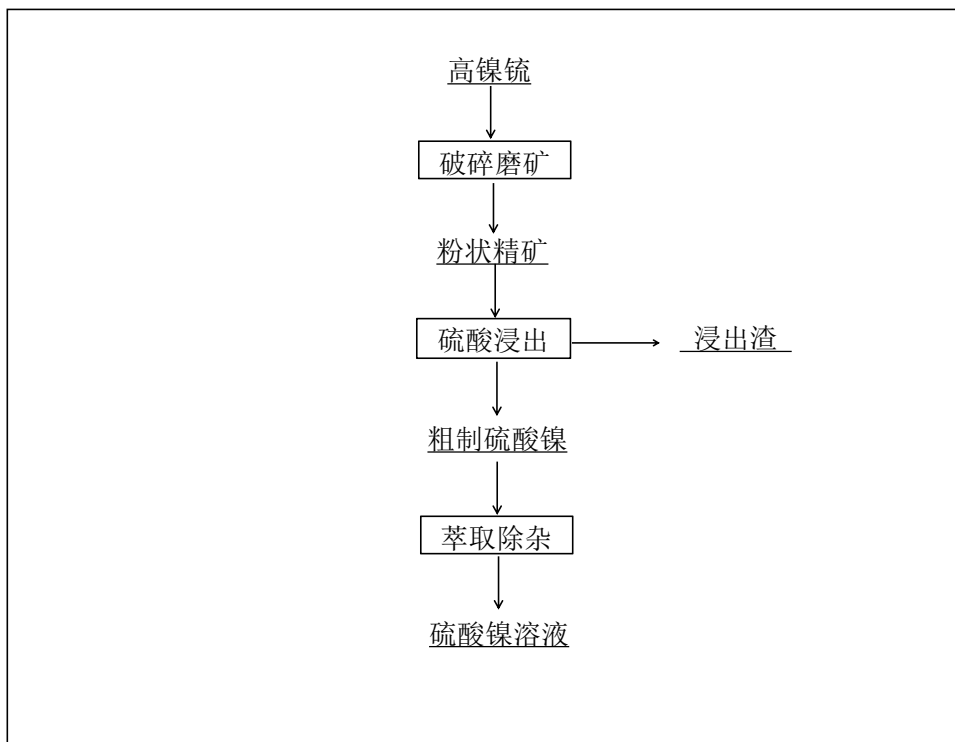 高镍锍
破碎磨矿
粉状精矿
硫酸浸出
浸出渣
粗制硫酸镍
萃取除杂
硫酸镍溶液